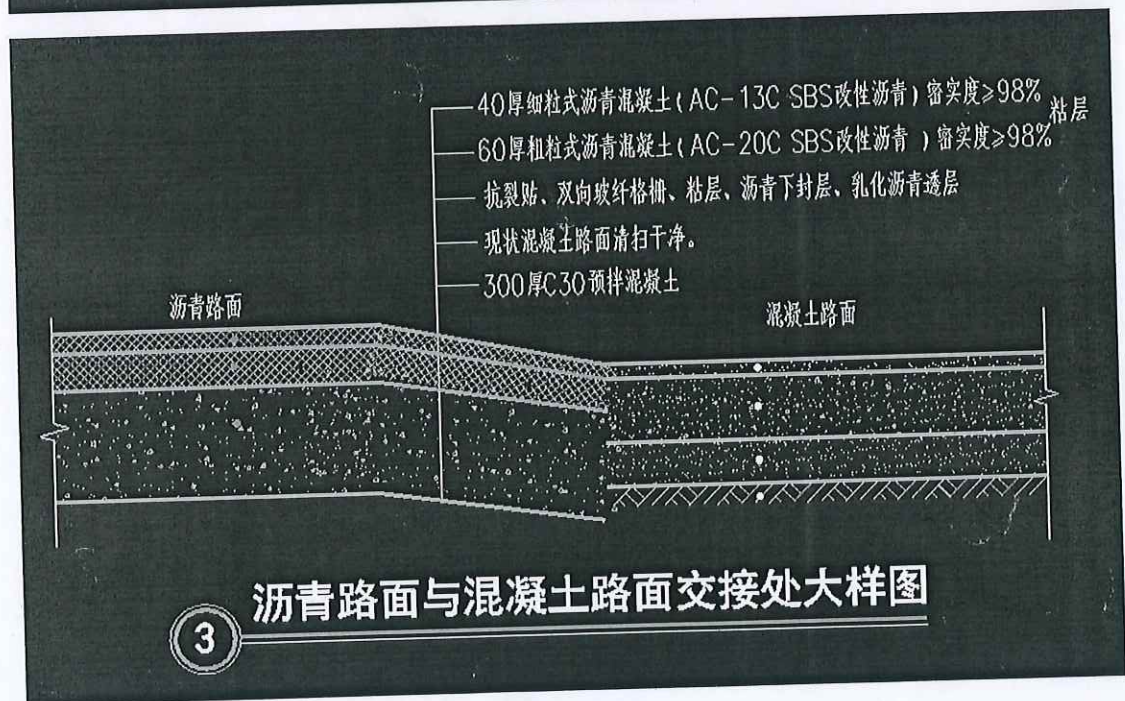 40厚细粒式沥青混凝土(AC-13C SBS改性沥青)密实度≥98%
粘层
60厚粗粒式沥青混凝土(AC-20C SBS改性沥青 )密实度≥98%
抗裂贴、双向玻纤格栅、粘层、沥青下封层、乳化沥青透层
现状混凝土路面清扫干净。
300厚C30预拌混凝土
沥青路面
混凝土路面
沥青路面与混凝土路面交接处大样图
3